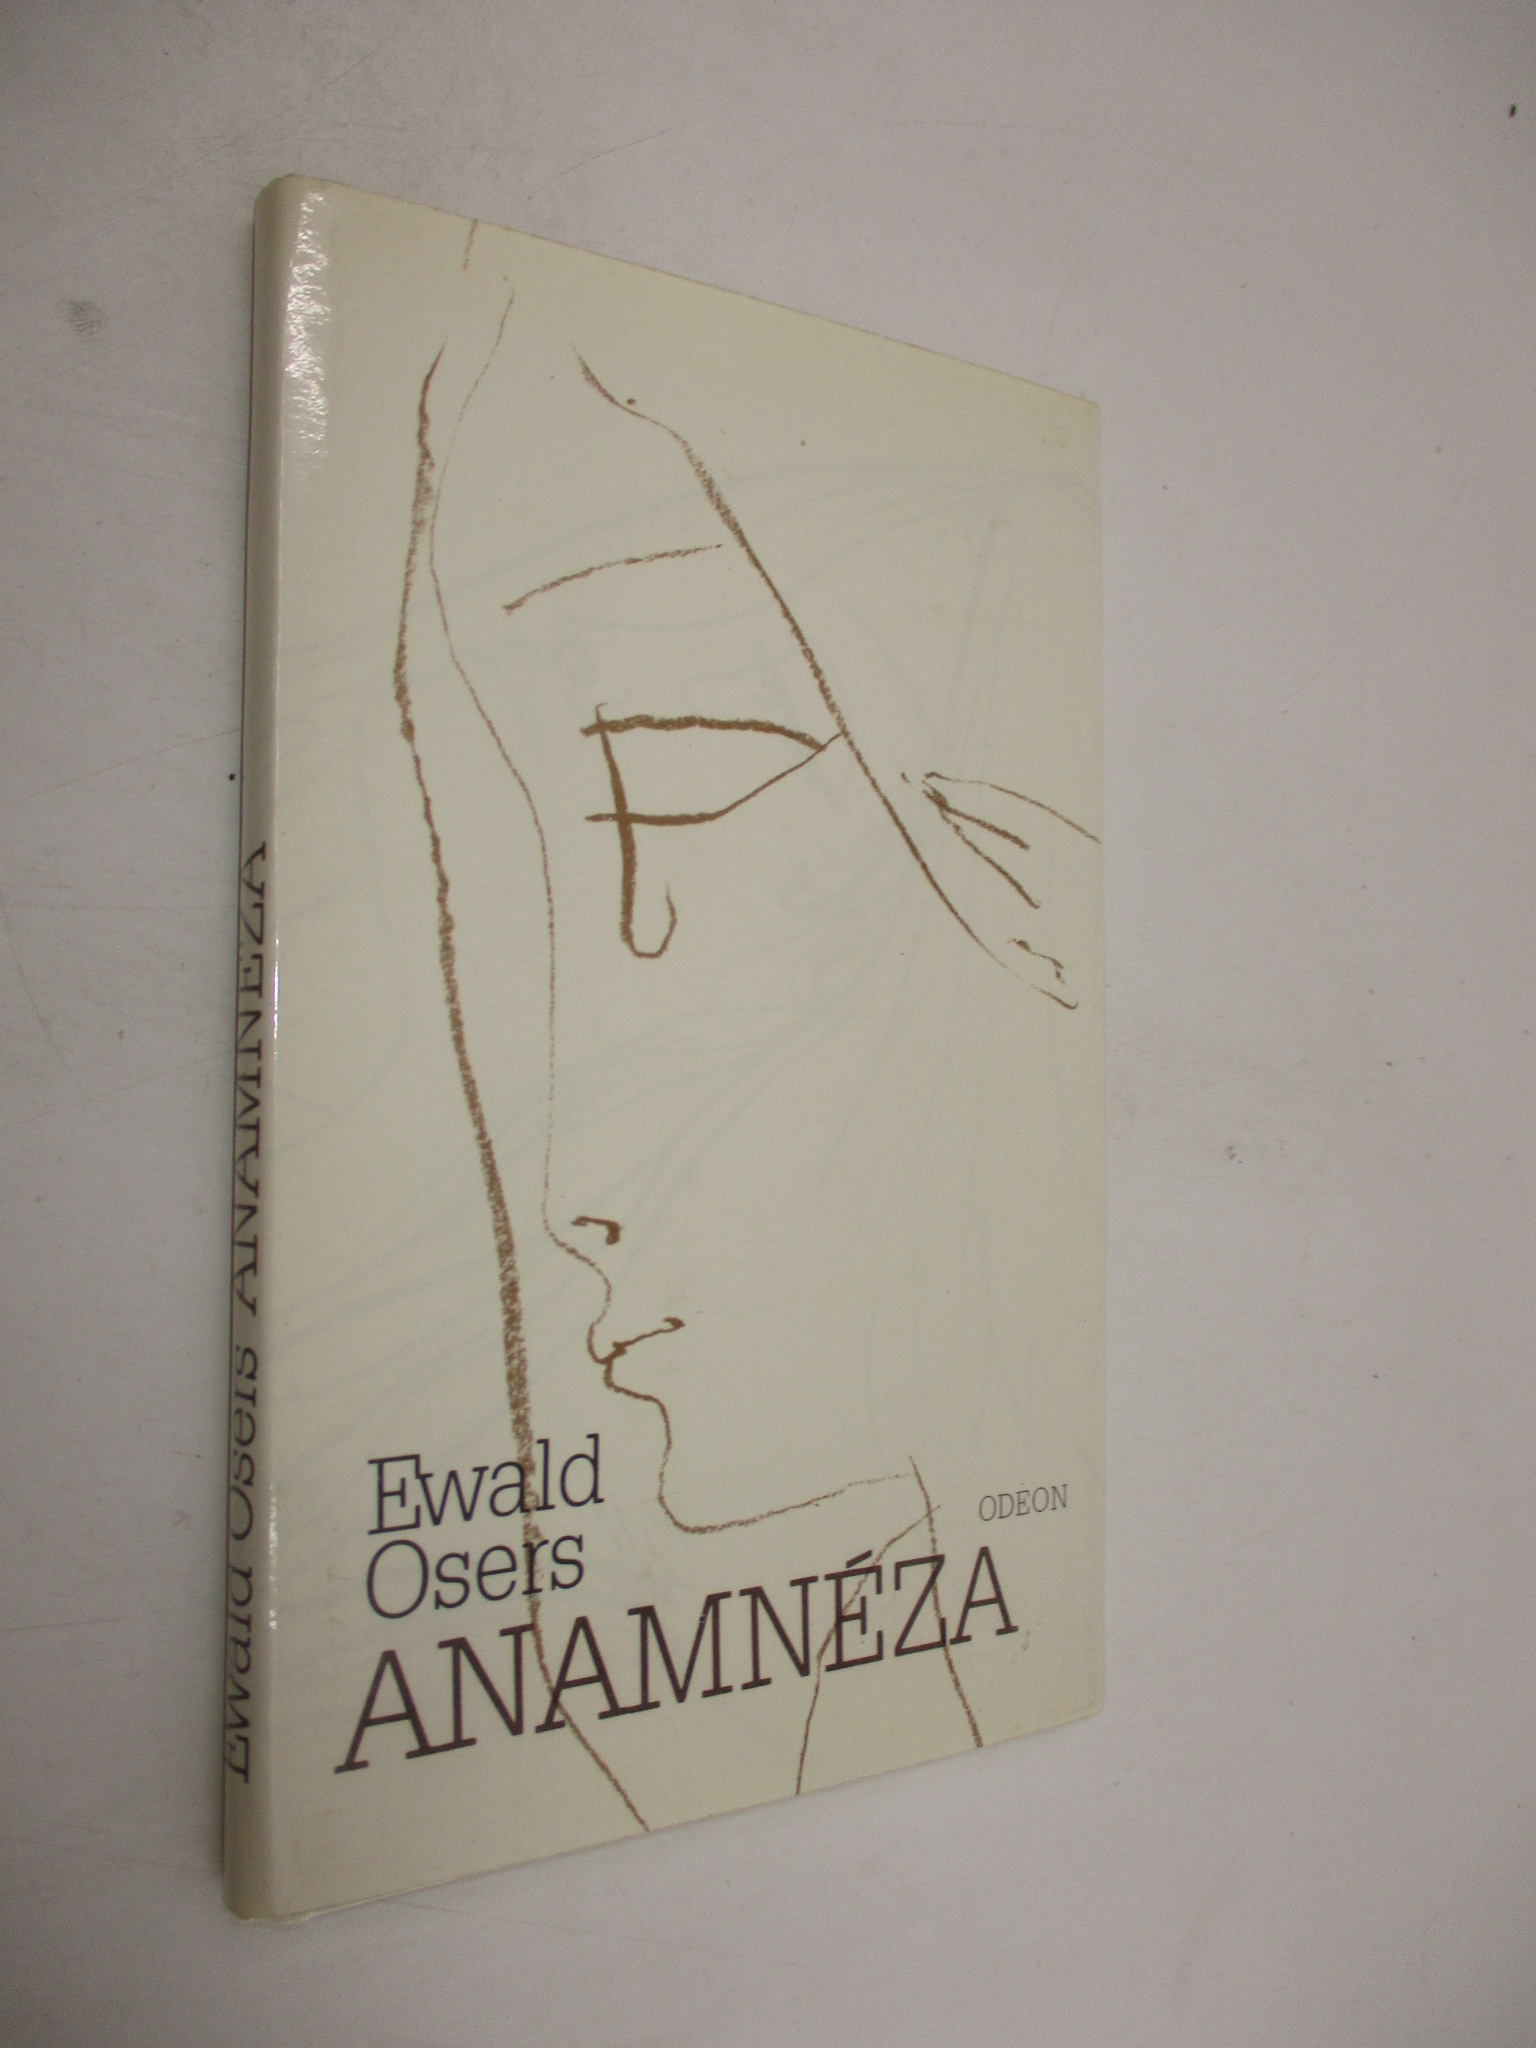 Ewald Osers ANAMNÉZA
Ewald
Osers
ANAMNÉZA
ODEON